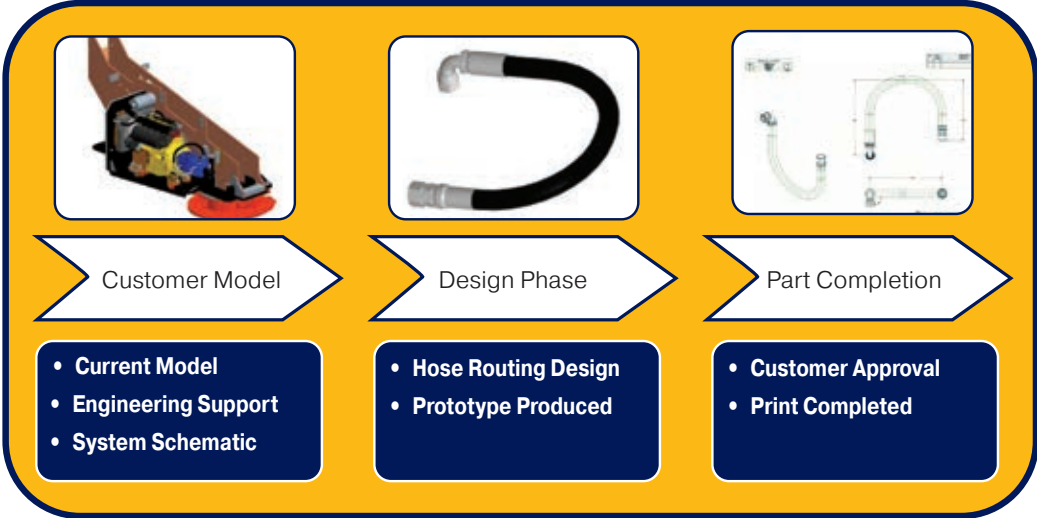 Customer Model
Design Phase
Part Completion
• Current Model
• Engineering Support
• System Schematic
• Hose Routing Design
• Prototype Produced
• Customer Approval
• Print Completed